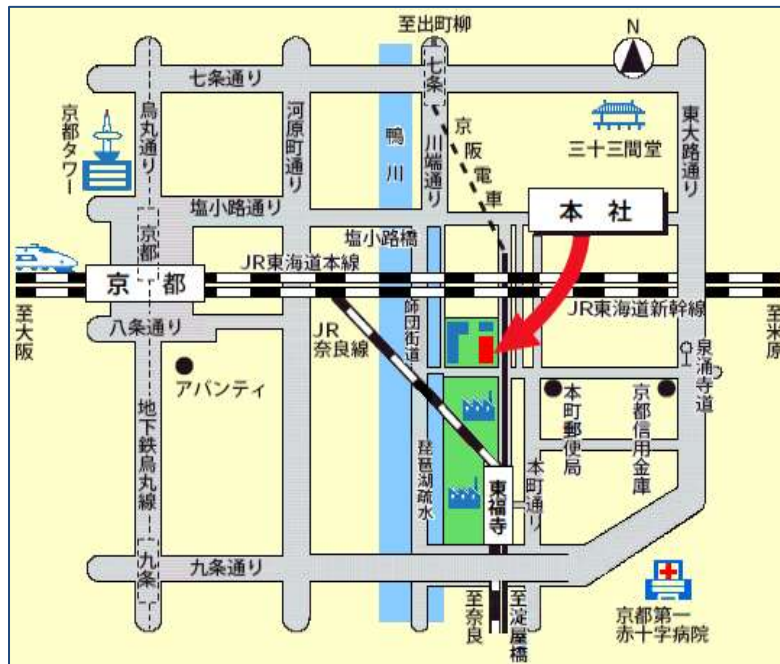 至出町柳
N
七条通り
七条
烏丸通り
河原町通り
鴨川
川端通り
京阪電車
東大路通り
京都タワー
三十三間堂
本社
塩小路通り
京都
塩小路橋
JR東海道本線
京都
JR東海道新幹線
至大阪
至米原
八条通り
JR
奈良線
師団街道
泉涌寺道
アバンティ
本町郵便局
京都信用金庫
地下鉄烏丸線
琵琶湖疏水
東福寺
本町通り
九条
九条通り
至奈良
至淀屋橋
京都第一
赤十字病院